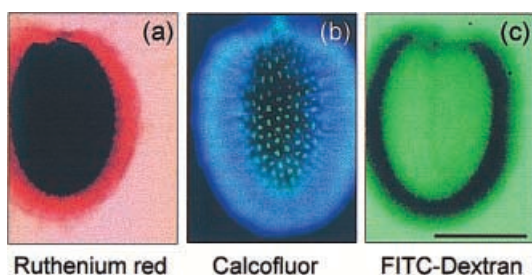 (a)
(b)
(c)
Ruthenium red
Calcofluor
FITC-Dextran